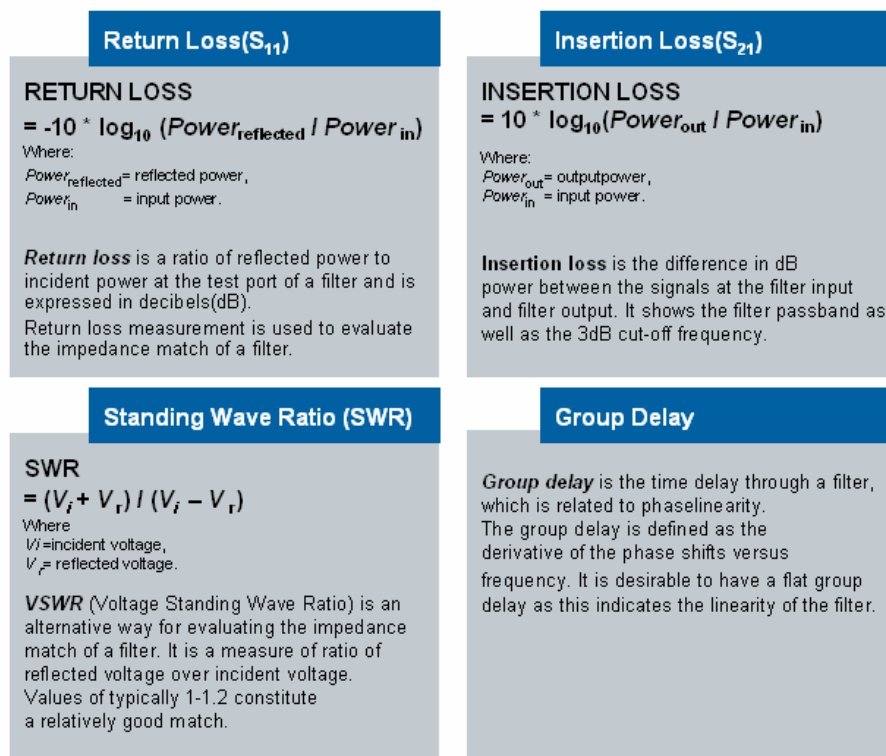 Return Loss(S11)
RETURN LOSS
= -10 * log10 (Powerreflected / Power in)
Where:
Powerreflected= reflected power,
Powerin = input power.
Return loss is a ratio of reflected power to
incident power at the test port of a filter and is
expressed in decibels(dB).
Return loss measurement is used to evaluate
the impedance match of a filter.
Insertion Loss(S21)
INSERTION LOSS
= 10 * log10(Powerout / Power in)
Where:
Powerout= outputpower,
Powerin = input power.
Insertion loss is the difference in dB
power between the signals at the filter input
and filter output. It shows the filter passband as
well as the 3dB cut-off frequency.
Standing Wave Ratio (SWR)
SWR
= (Vi + Vr) / (Vi – Vr)
Where
Vi =incident voltage,
Vr= reflected voltage.
VSWR (Voltage Standing Wave Ratio) is an
alternative way for evaluating the impedance
match of a filter. It is a measure of ratio of
reflected voltage over incident voltage.
Values of typically 1-1.2 constitute
a relatively good match.
Group Delay
Group delay is the time delay through a filter,
which is related to phaselinearity.
The group delay is defined as the
derivative of the phase shifts versus
frequency. It is desirable to have a flat group
delay as this indicates the linearity of the filter.